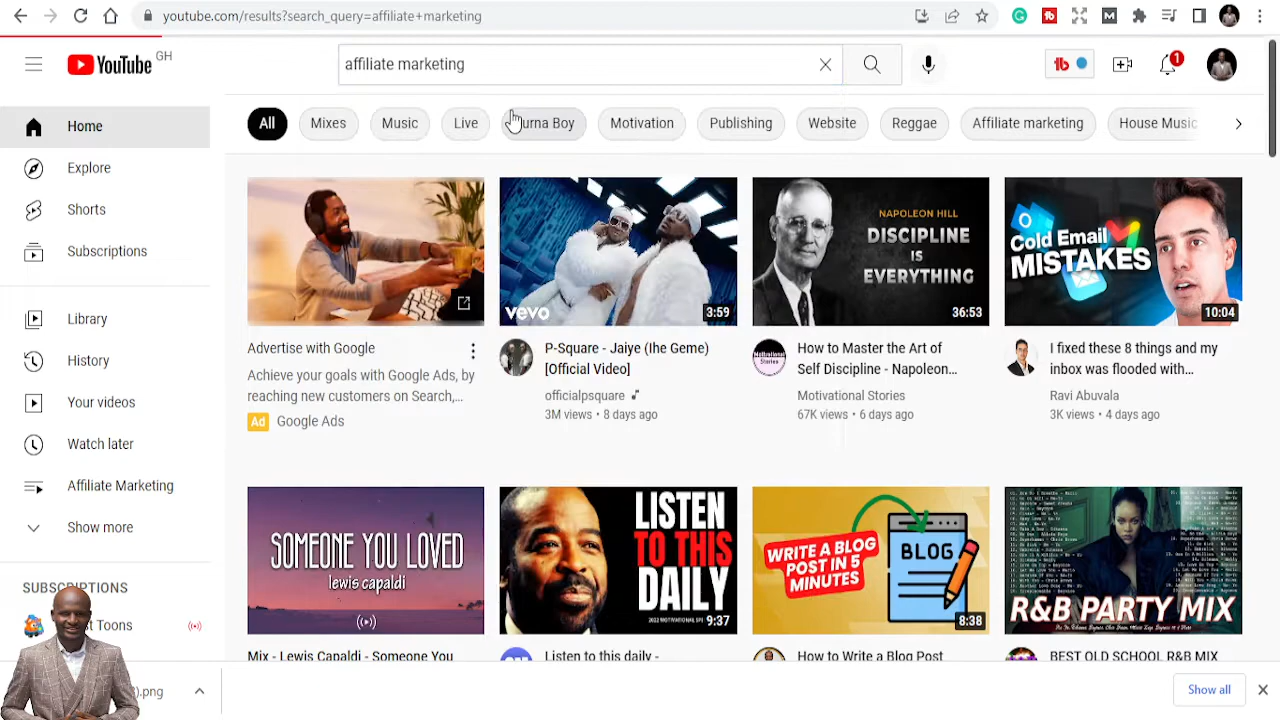 youtube.com/results?search_query=affiliate+marketing
YouTube GH
affiliate marketing
1
All
Mixes
Music
Live
urna Boy
Motivation
Publishing
Website
Reggae
Affiliate marketing
House Music
Home
Explore
Shorts
Subscriptions
Library
History
Your videos
Watch later
Affiliate Marketing
Show more
SUBSCRIPTIONS
t Toons
).png
Advertise with Google
Achieve your goals with Google Ads, by
reaching new customers on Search,...
Ad Google Ads
vevo
3:59
P-Square - Jaiye (Ihe Geme)
[Official Video]
officialpsquare
3M views • 8 days ago
NAPOLEON HILL
DISCIPLINE
IS
EVERYTHING
36:53
How to Master the Art of
Self Discipline - Napoleon...
Motivational Stories
67K views • 6 days ago
Cold Email
MISTAKES
10:04
I fixed these 8 things and my
inbox was flooded with...
Ravi Abuvala
3K views • 4 days ago
SOMEONE YOU LOVED
lewis capaldi
Mix - Lewis Capaldi - Someone You
LISTEN
TO THIS
DAILY
9:37
Listen to this daily -
WRITE A BLOG
POST IN 5
MINUTES
BLOG
8:38
How to Write a Blog Post
R&B PARTY MIX
BEST OLD SCHOOL R&B MIX
Show all